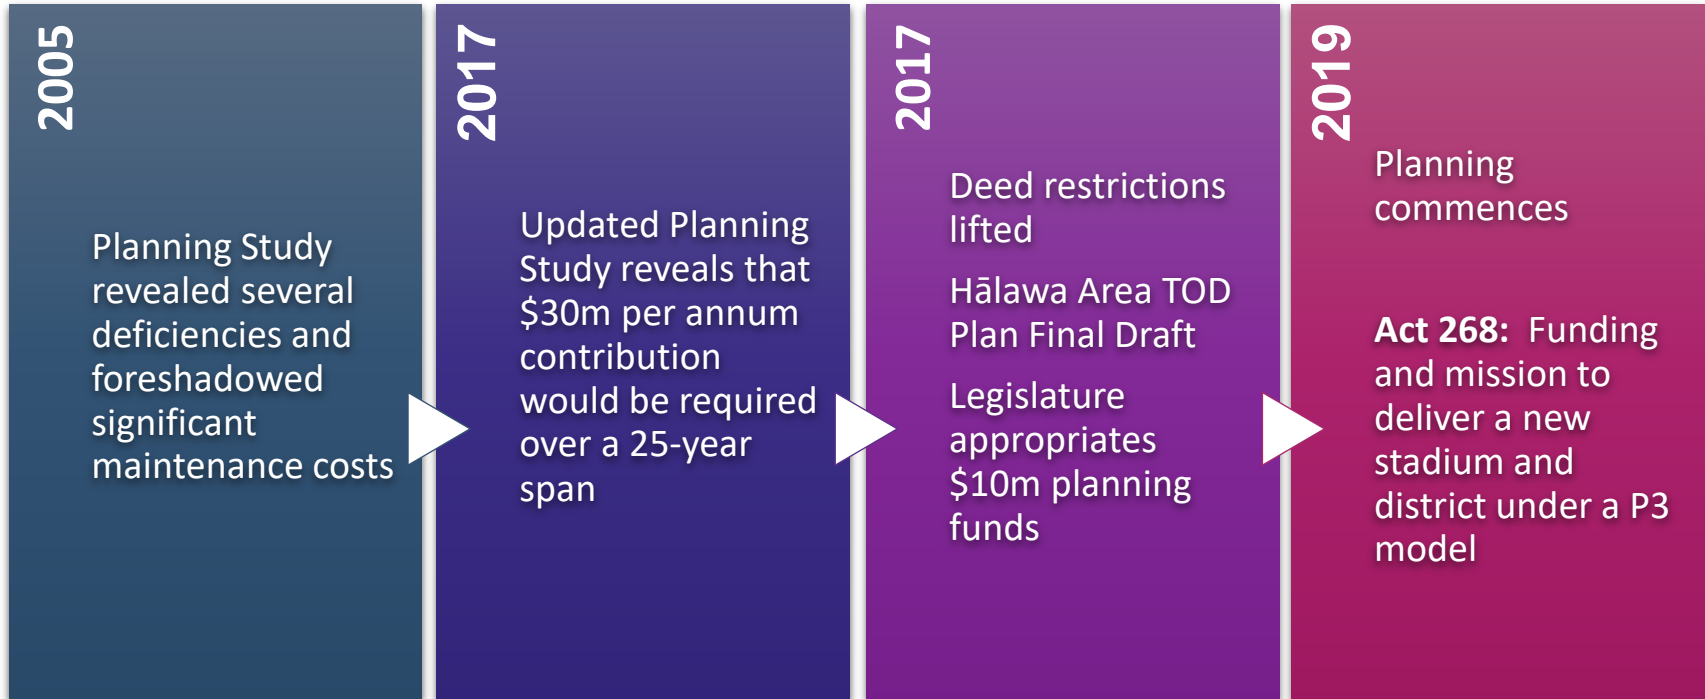 2005
Planning Study
revealed several
deficiencies and
foreshadowed
significant
maintenance costs
2017
Updated Planning
Study reveals that
$30m per annum
contribution
would be required
over a 25-year
span
2017
Deed restrictions
lifted
Hālawa Area TOD
Plan Final Draft
Legislature
appropriates
$10m planning
funds
2019
Planning
commences
Act 268:  Funding
and mission to
deliver a new
stadium and
district under a P3
model